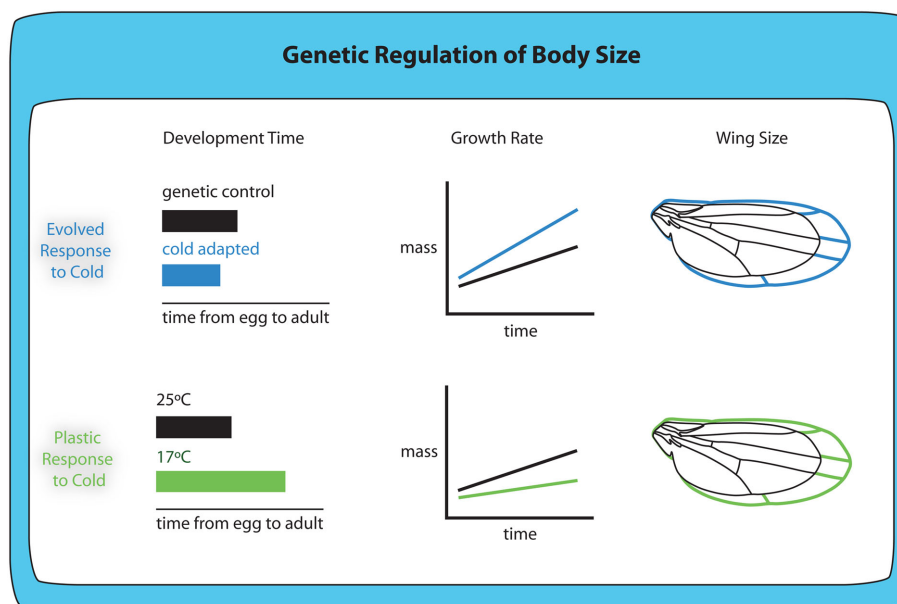 Genetic Regulation of Body Size
Development Time
Growth Rate
Wing Size
Evolved
Response
to Cold
genetic control
cold adapted
time from egg to adult
mass
time
Plastic
Response
to Cold
25ºC
17ºC
time from egg to adult
mass
time